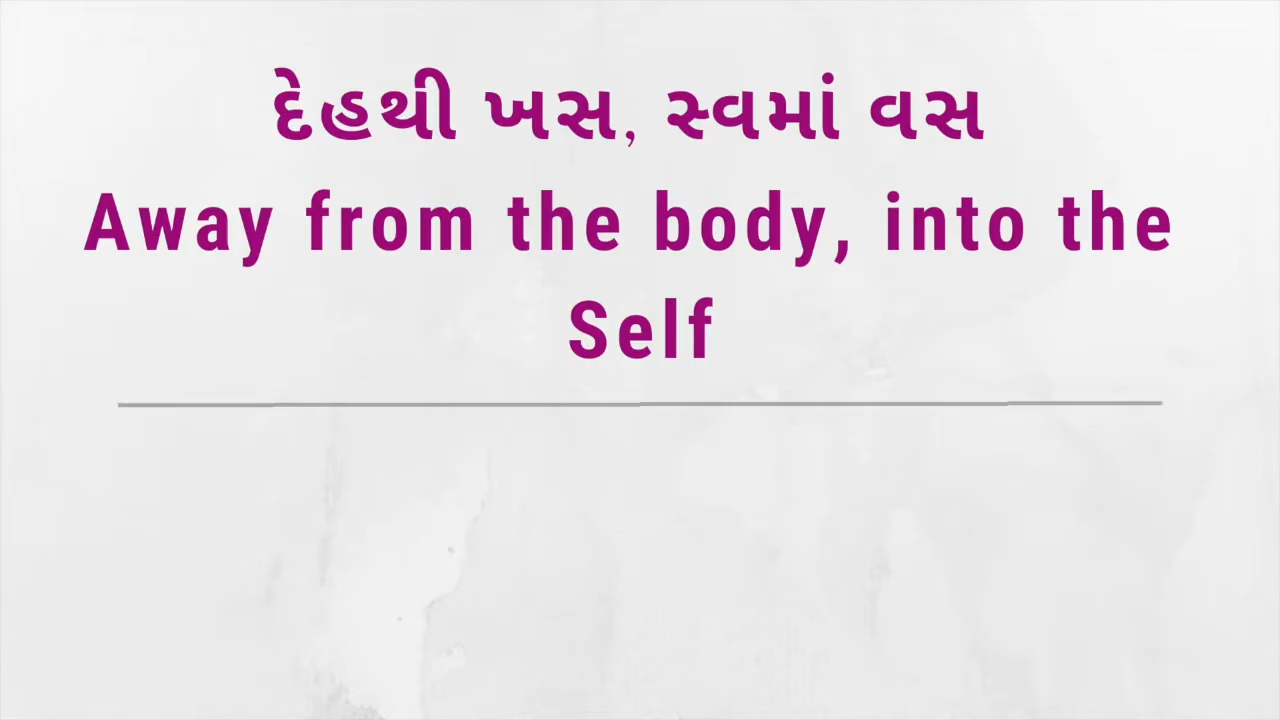 દેહથી ખસ, સ્વમાં વસ
Away from the body, into the
Self